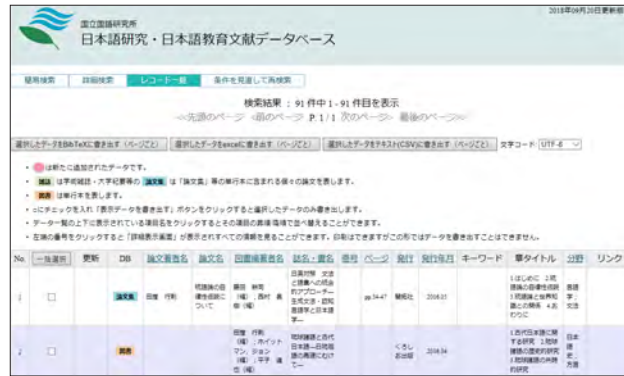 2018年09月20日更新版
国立国語研究所
日本語研究・日本語教育文献データベース
簡易検索 詳細検索 レコード一覧 条件を見直して再検索
検索結果 : 91 件中 1 - 91 件目を表示
<<先頭のページ <前のページ P. 1 / 1 次のページ> 最後のページ>>
選択したデータをBibTeXに書き出す（ページごと） 選択したデータをexcelに書き出す（ページごと） 選択したデータをテキスト(CSV)に書き出す（ページごと） 文字コード UTF-8
は新たに追加されたデータです。
雑誌 は学術雑誌・大学紀要等の 論文集 は「論文集」等の単行本に含まれる個々の論文を表します。
図書 は単行本を表します。
□にチェックを入れ「表示データを書き出す」ボタンをクリックすると選択したデータのみ書き出します。
データ一覧の上下に表示されている項目名をクリックするとその項目の昇順・降順で並べ替えることができます。
左端の番号をクリックすると「詳細表示画面」が表示されすべての情報を見ることができます。印刷はできますがこの形ではデータを書き出すことはできません。
No. 一括選択 更新 DB 論文著者名 論文名 図書編著者名 誌名・書名 巻号 ページ 発行 発行年月 キーワード 章タイトル 分野 リンク
1 論文集 pp.34-47 開拓社
2 図書 くろしお出版